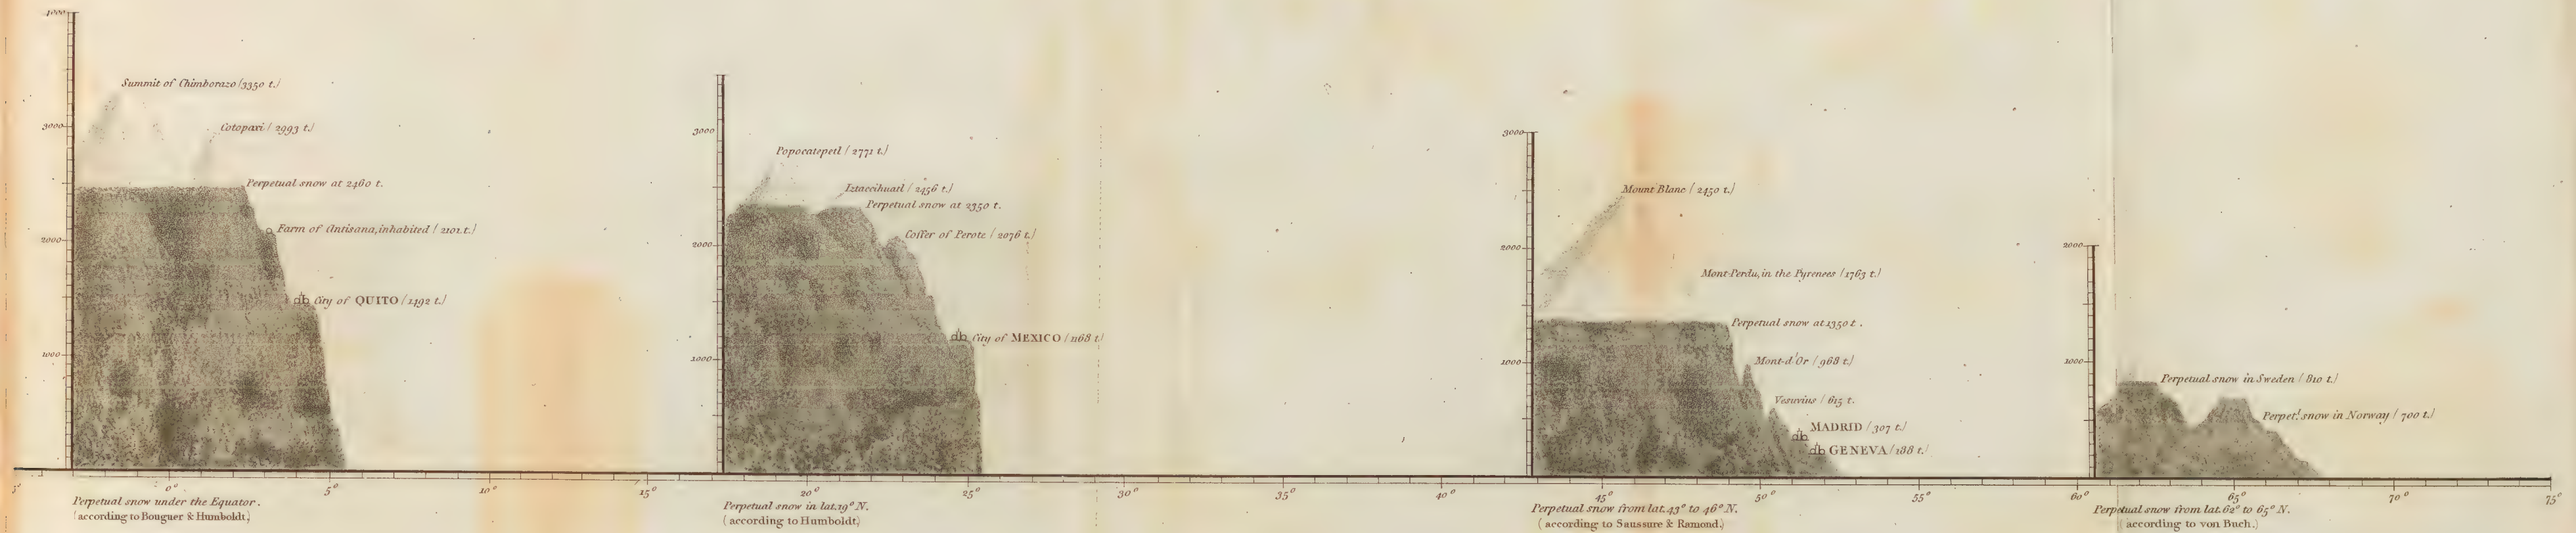 4000
Summit of Chimborazo (3350 t.)
3000
Cotopaxi (2993 t.)
Perpetual snow at 2460 t.
Farm of Antisana, inhabited (2101 t.)
2000
City of QUITO (1492 t.)
1000
Perpetual snow under the Equator.
(according to Bouguer & Humboldt)
3000
Popocatepetl (2771 t.)
Iztaccihuatl (2456 t.)
Perpetual snow at 2350 t.
Coffer of Perote (2076 t.)
2000
City of MEXICO (1168 t.)
1000
Perpetual snow in lat. 19° N.
(according to Humboldt)
3000
Mount Blanc (2450 t.)
2000
Mont-Perdu, in the Pyrenees (1763 t.)
Perpetual snow at 1350 t.
1000
Mont-d'Or (968 t.)
Vesuvius (615 t.
MADRID (307 t.)
GENEVA (188 t.)
Perpetual snow from lat. 43° to 46° N.
(according to Saussure & Ramond.)
2000
1000
Perpetual snow in Sweden (810 t.)
Perpet.l snow in Norway (700 t.)
Perpetual snow from lat. 62° to 65° N.
(according to von Buch.)
5° 0° 5° 10° 15° 20° 25° 30° 35° 40° 45° 50° 55° 60° 65° 70° 75°